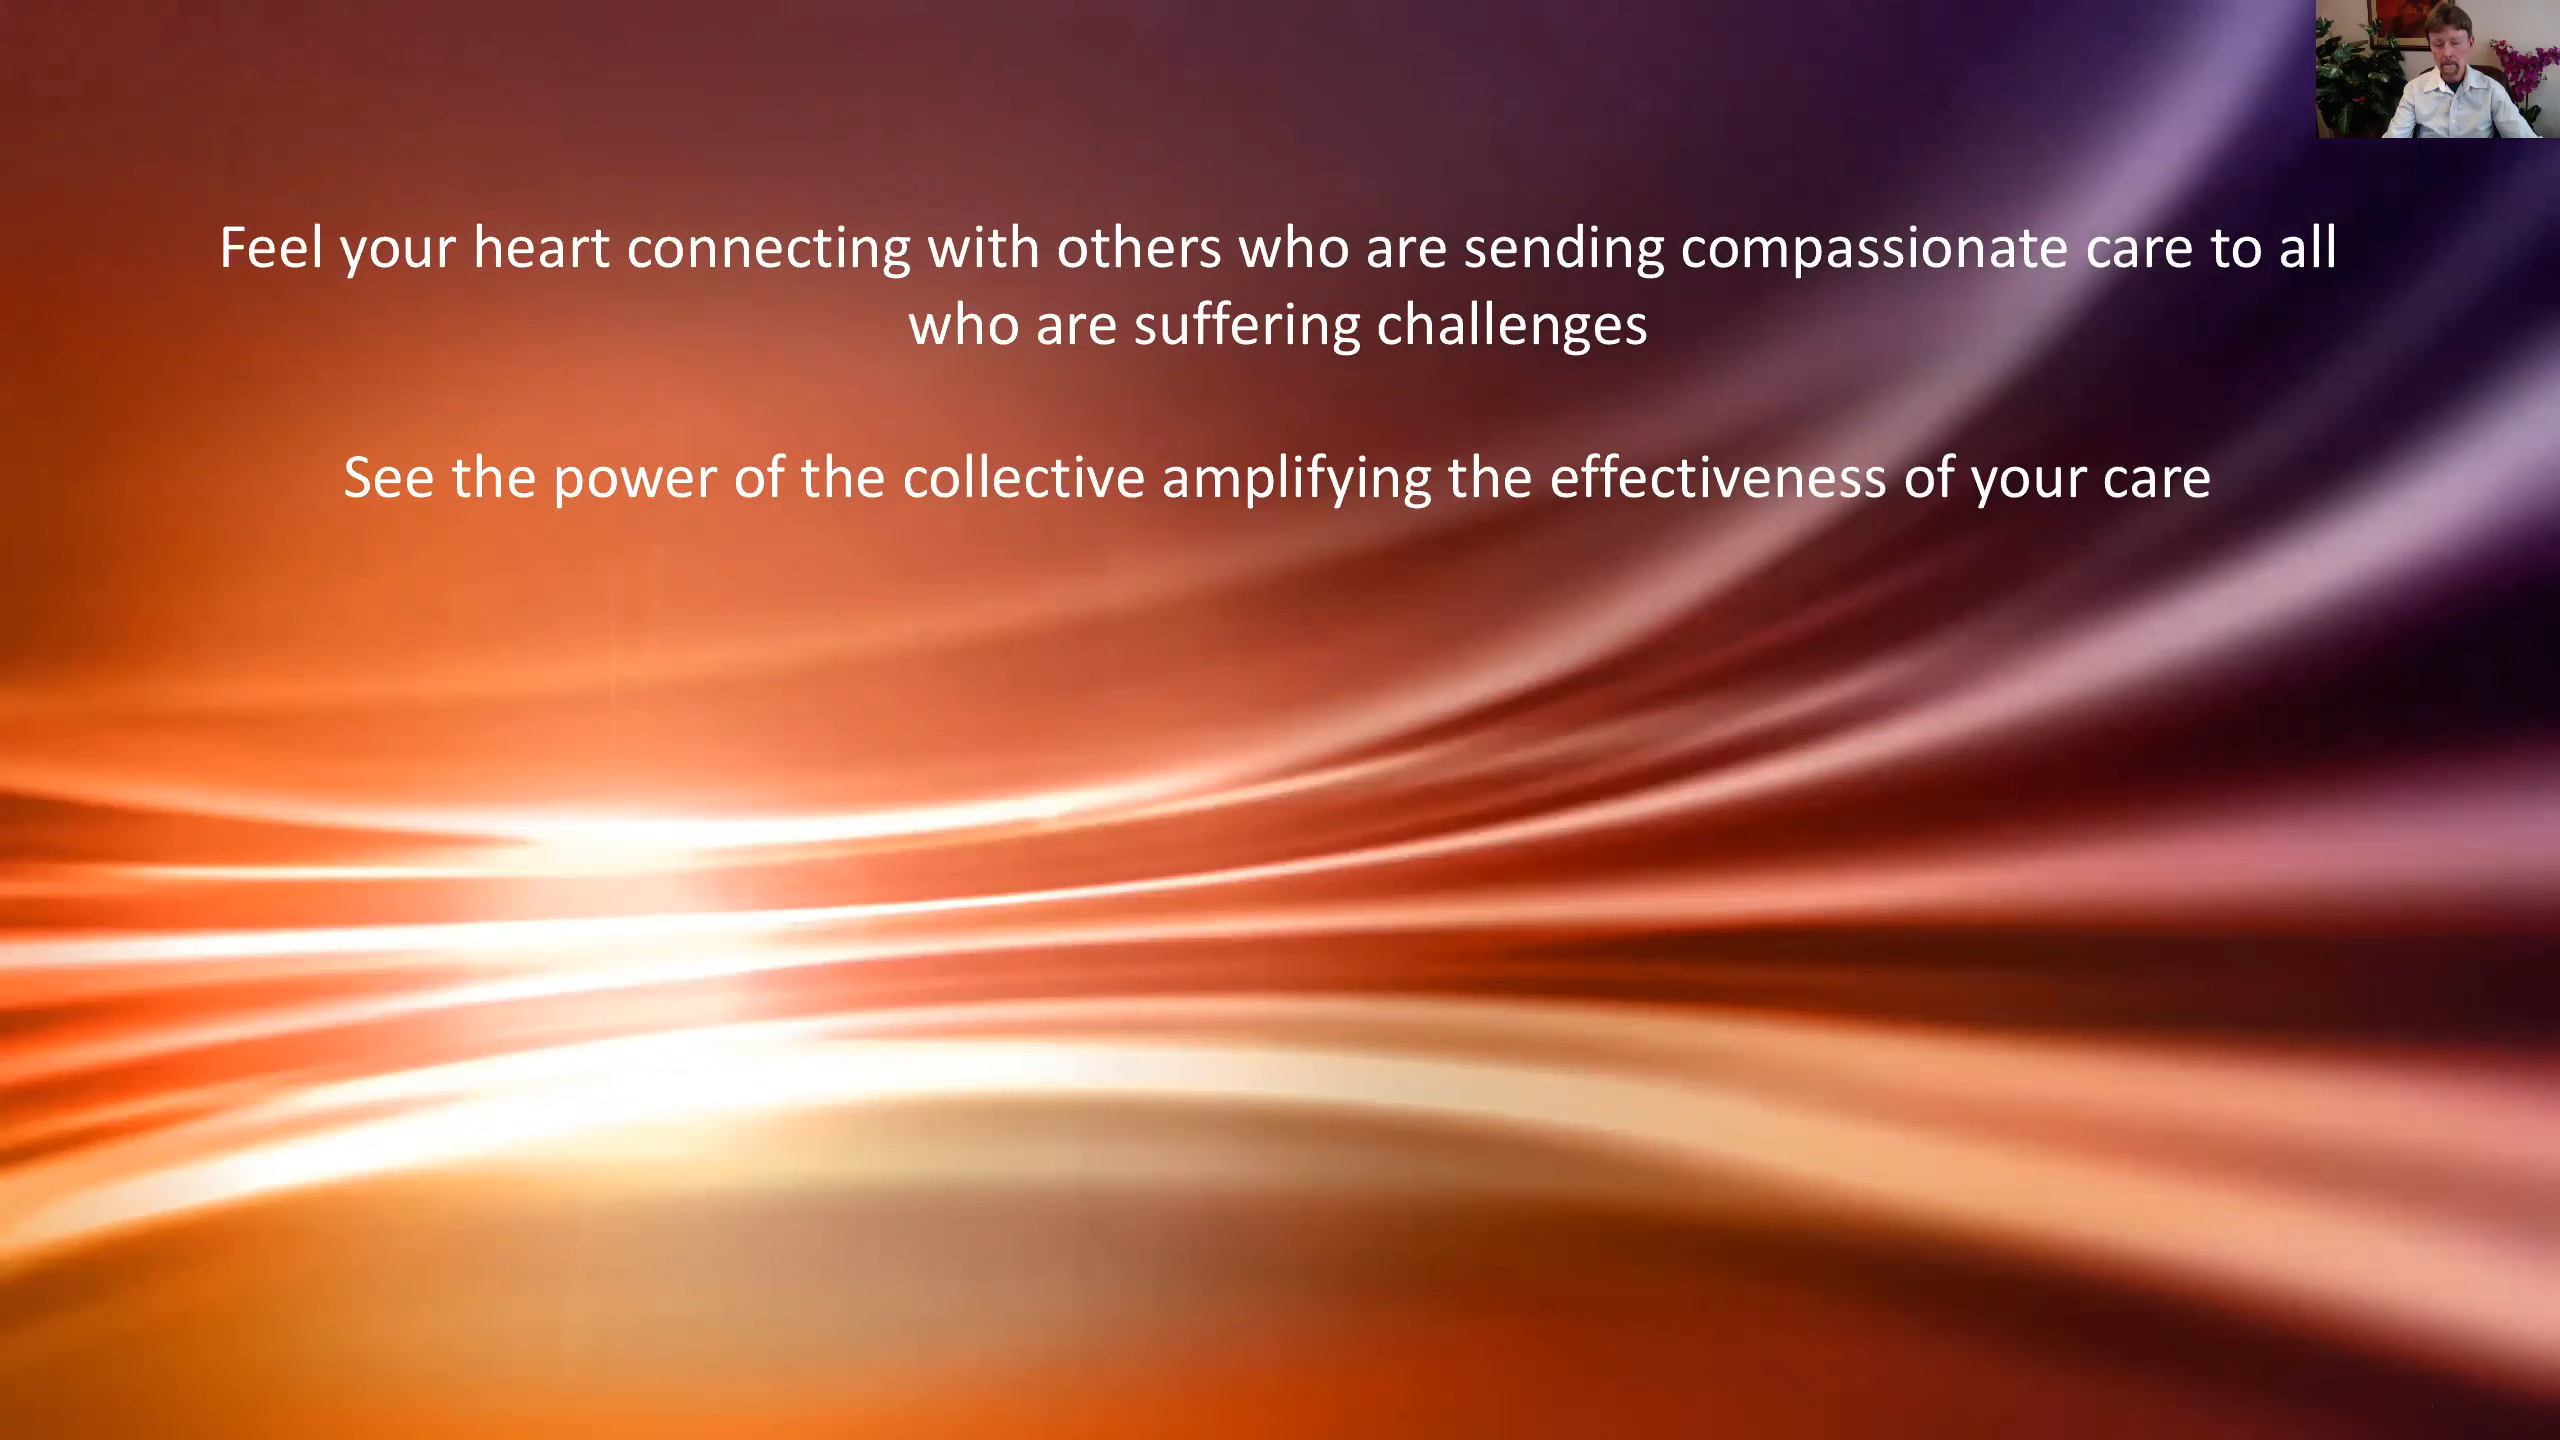 Feel your heart connecting with others who are sending compassionate care to all
who are suffering challenges
See the power of the collective amplifying the effectiveness of your care